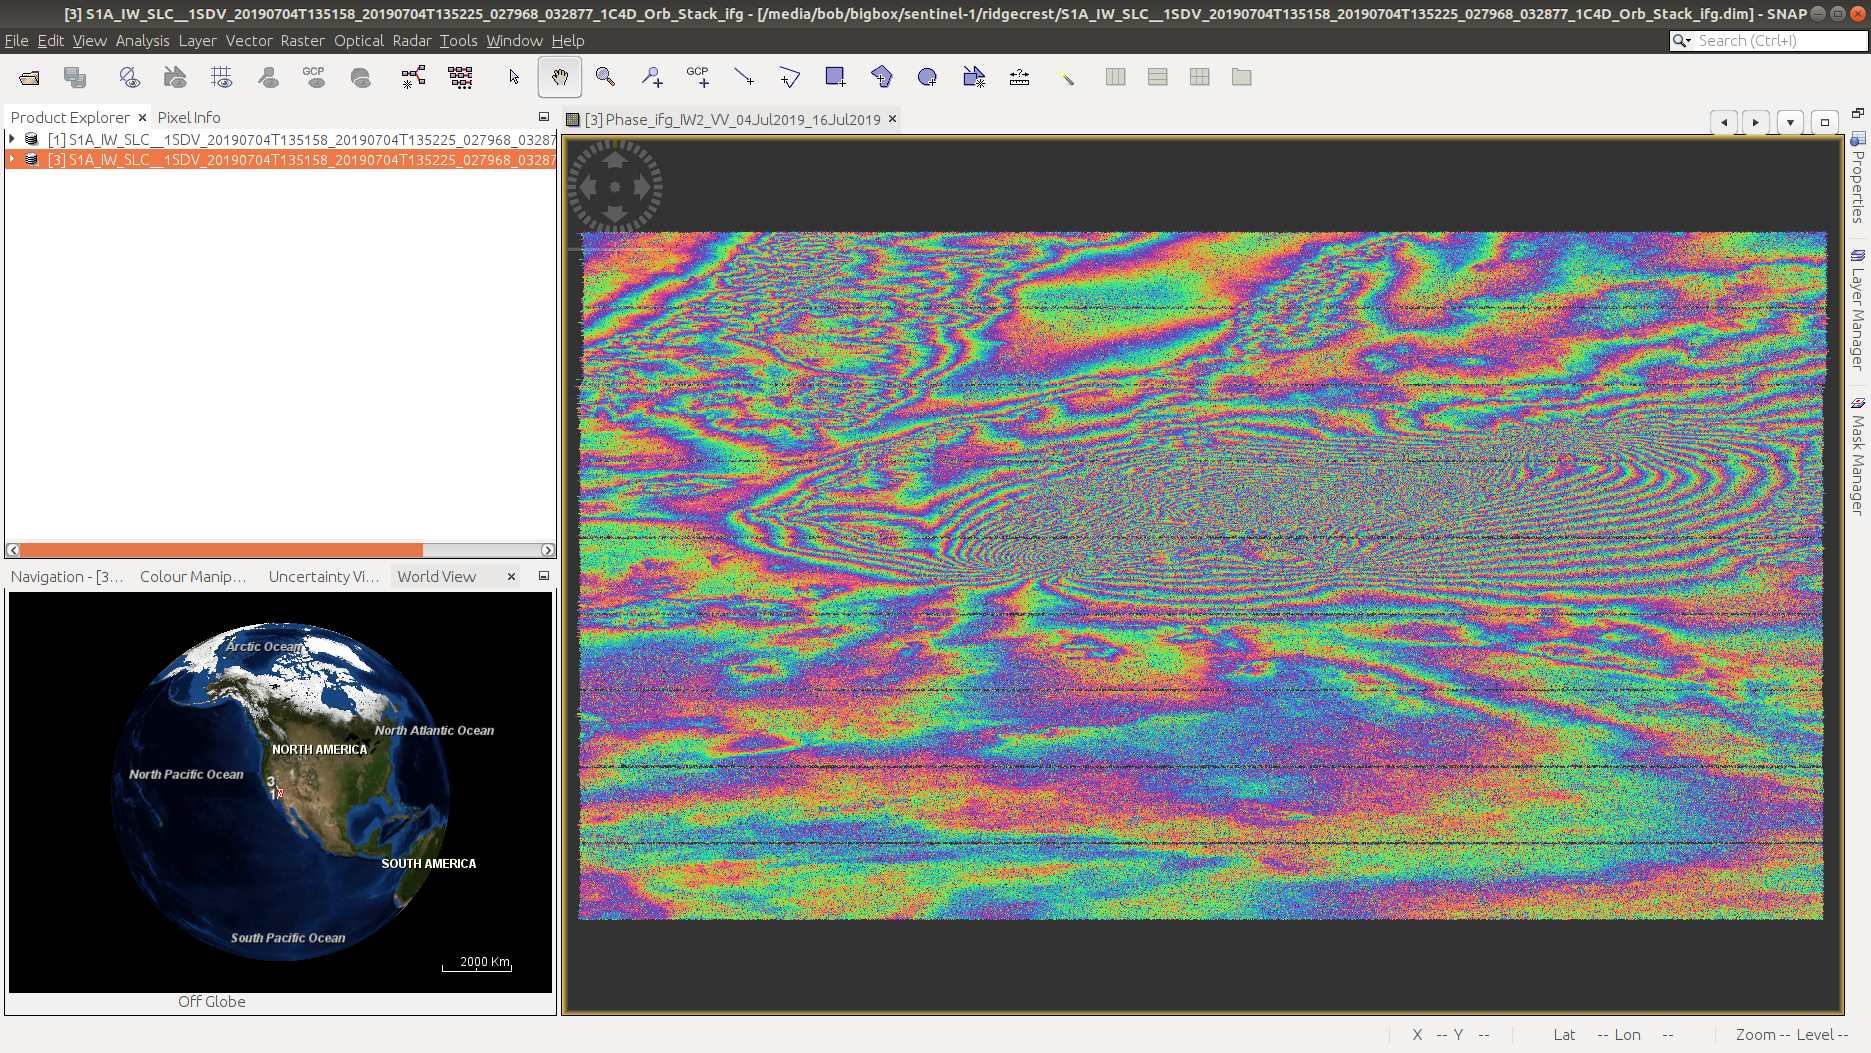 [3] S1A_IW_SLC__1SDV_20190704T135158_20190704T135225_027968_032877_1C4D_Orb_Stack_ifg - [/media/bob/bigbox/sentinel-1/ridgecrest/S1A_IW_SLC__1SDV_20190704T135158_20190704T135225_027968_032877_1C4D_Orb_Stack_ifg.dim] - SNAP
File Edit View Analysis Layer Vector Raster Optical Radar Tools Window Help
Search (Ctrl+I)
GCP GCP
Product Explorer Pixel Info
[3] Phase_ifg_IW2_VV_04Jul2019_16Jul2019
[1] S1A_IW_SLC__1SDV_20190704T135158_20190704T135225_027968_03287
[3] S1A_IW_SLC__1SDV_20190704T135158_20190704T135225_027968_03287
Properties
Layer Manager
Mask Manager
Navigation - [3... Colour Manip... Uncertainty Vi... World View
Arctic Ocean
North Atlantic Ocean
NORTH AMERICA
North Pacific Ocean
3
1
SOUTH AMERICA
South Pacific Ocean
2000 Km
Off Globe
X -- Y -- Lat -- Lon -- Zoom -- Level --